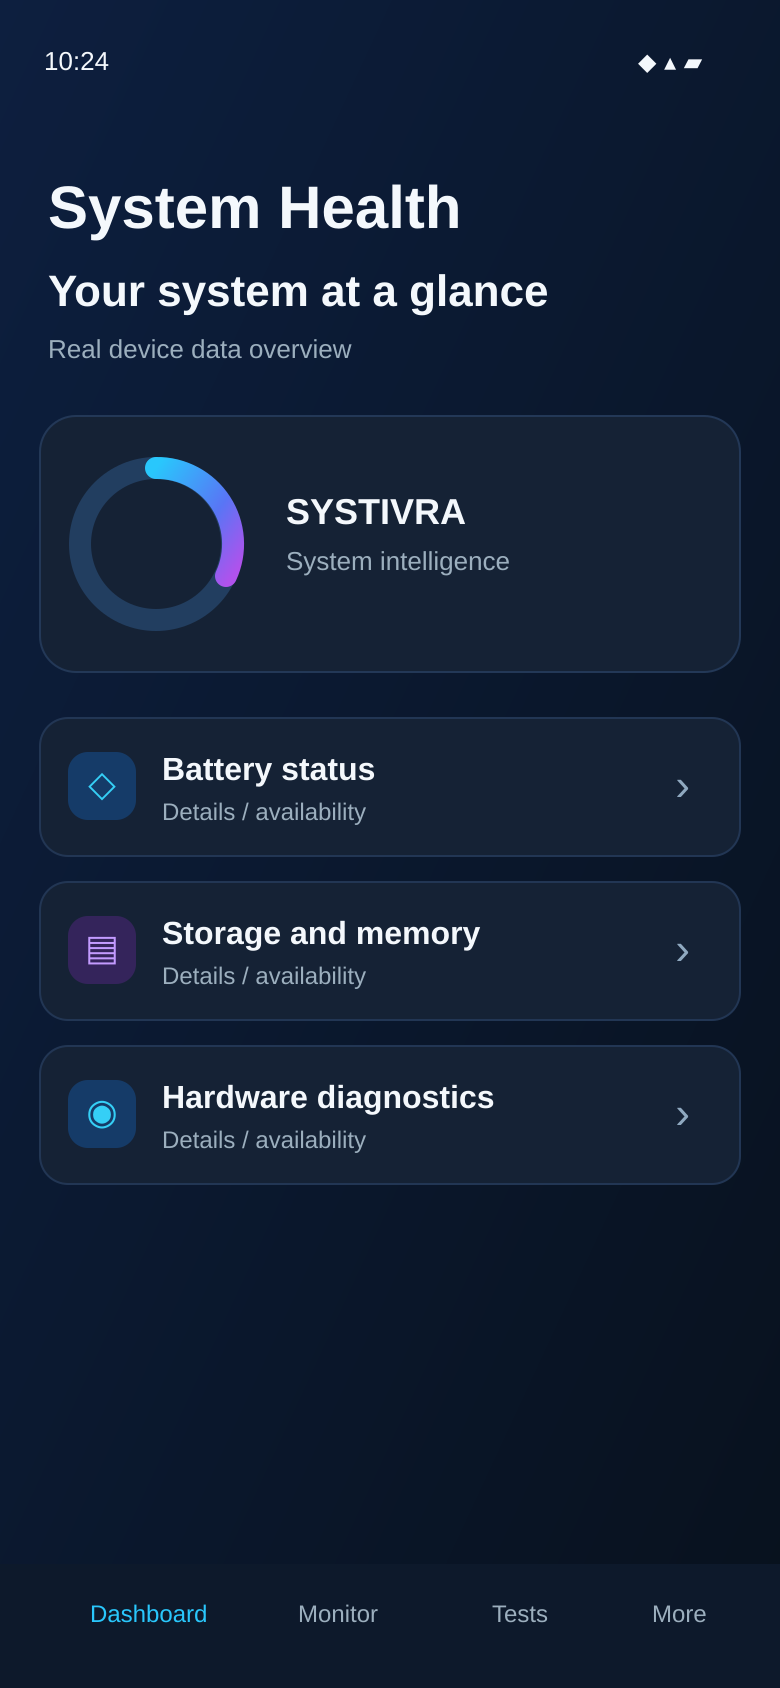 10:24
System Health
Your system at a glance
Real device data overview
SYSTIVRA
System intelligence
Battery status
Details / availability
Storage and memory
Details / availability
Hardware diagnostics
Details / availability
Dashboard Monitor Tests More